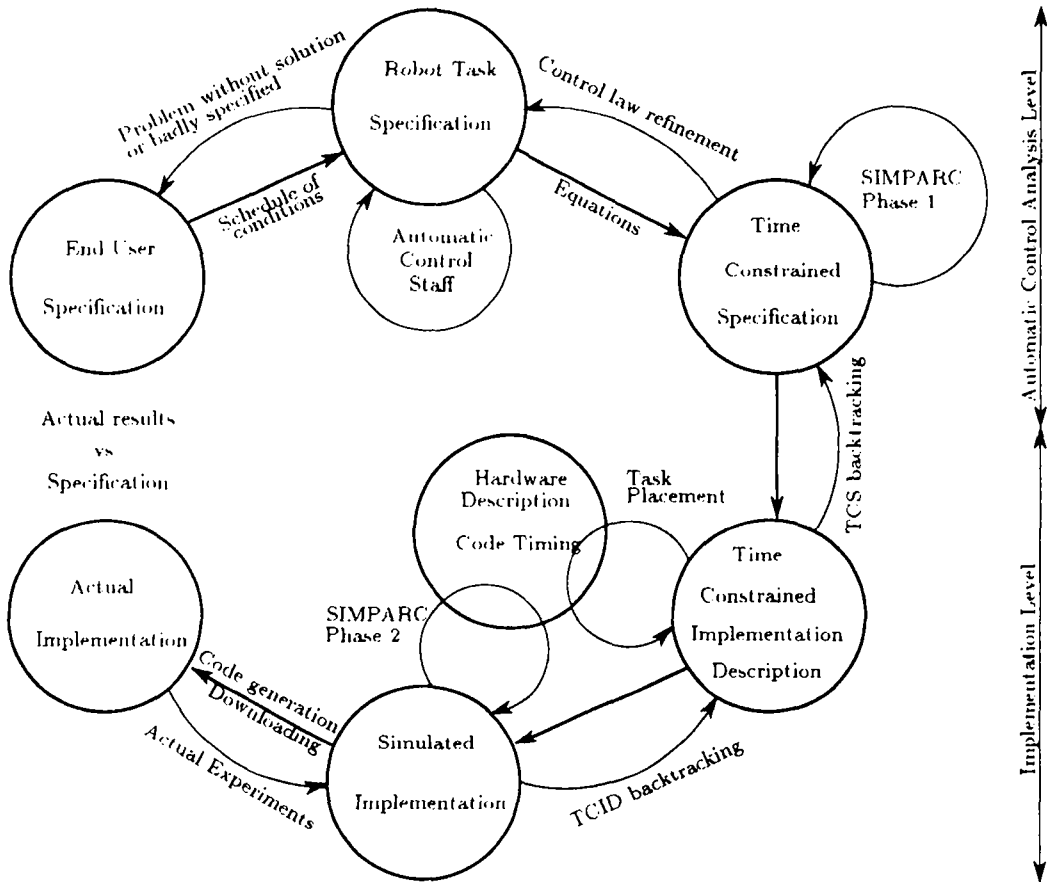 Problem without solution
or badly specified
Robot Task
Specification
Control law refinement
SIMPARC
Phase 1
Schedule of
conditions
Equations
End User
Specification
Automatic
Control
Staff
Time
Constrained
Specification
Automatic Control Analysis Level
Actual results
vs
Specification
Hardware
Description
Code Timing
Task
Placement
TCS backtracking
Actual
Implementation
SIMPARC
Phase 2
Time
Constrained
Implementation
Description
Implementation Level
Code generation
Dowuloading
Actual Experiments
Simulated
Implementation
TCID backtracking